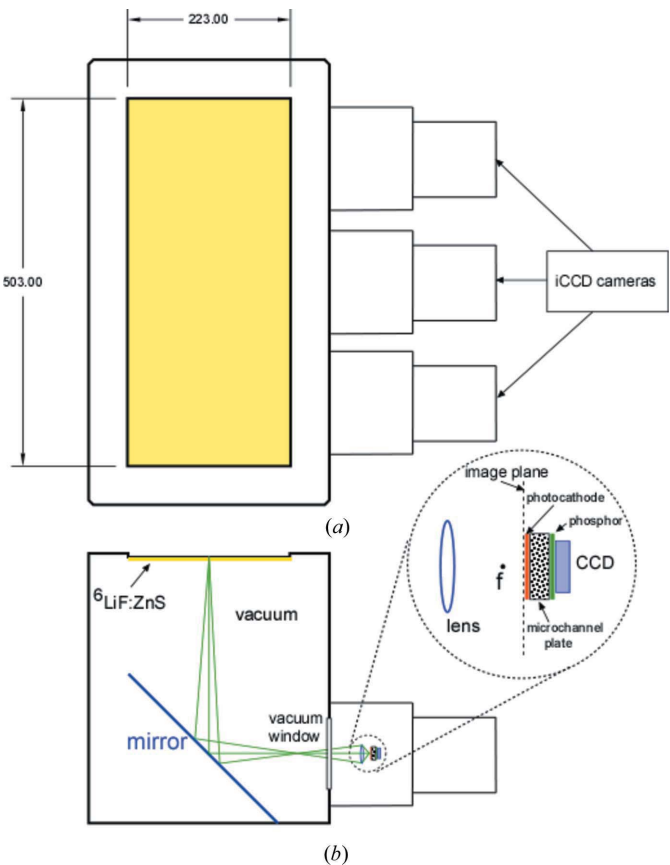 223.00
503.00
iCCD cameras
(a)
image plane
photocathode
phosphor
CCD
f
lens
microchannel
plate
6LiF:ZnS
vacuum
mirror
vacuum
window
(b)